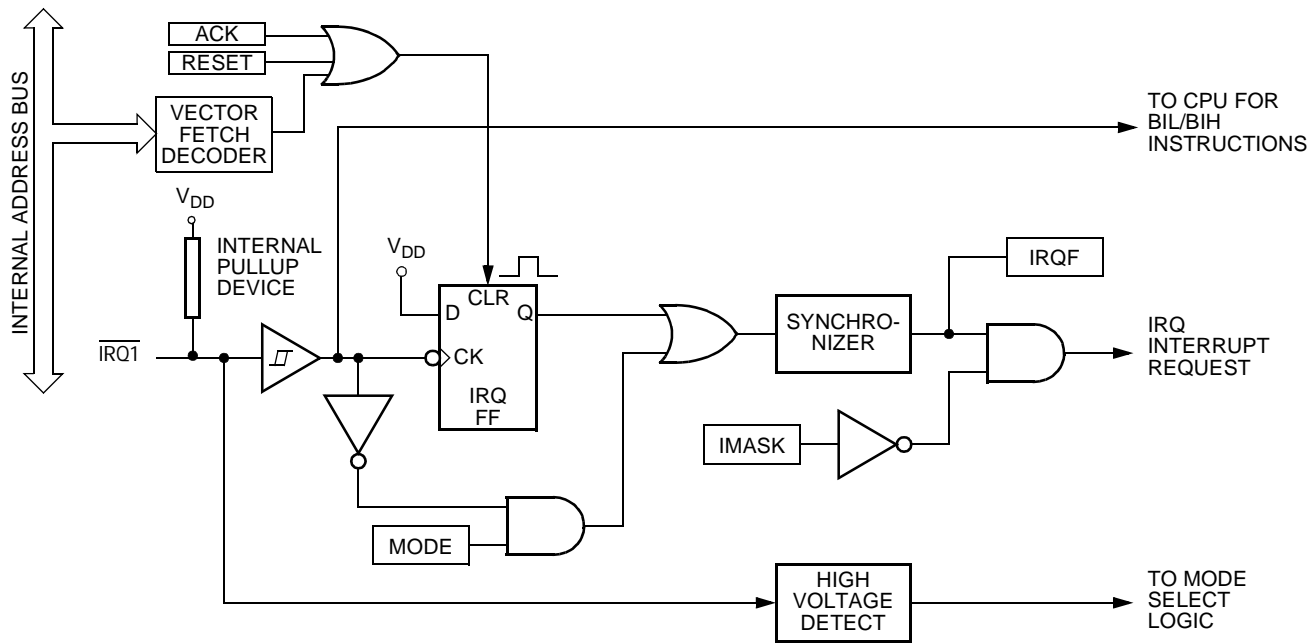 INTERNAL ADDRESS BUS
ACK
RESET
VECTOR
FETCH
DECODER
TO CPU FOR
BIL/BIH
INSTRUCTIONS
VDD
INTERNAL
PULLUP
DEVICE
VDD
CLR
D
Q
CK
IRQ
FF
IRQ1
SYNCHRO-
NIZER
IRQF
IRQ
INTERRUPT
REQUEST
IMASK
MODE
HIGH
VOLTAGE
DETECT
TO MODE
SELECT
LOGIC